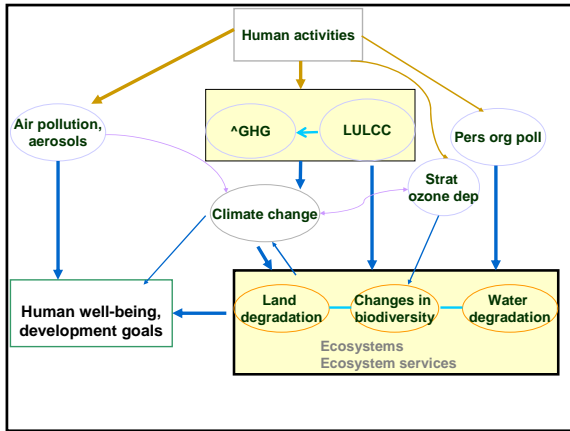 Human activities
Air pollution,
aerosols
^GHG
LULCC
Pers org poll
Strat
ozone dep
Climate change
Human well-being,
development goals
Land
degradation
Changes in
biodiversity
Water
degradation
Ecosystems
Ecosystem services